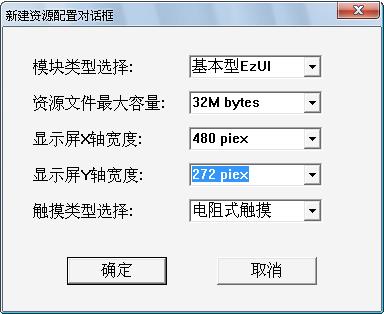 新建资源配置对话框
模块类型选择: 基本型EzUI
资源文件最大容量: 32M bytes
显示屏X轴宽度: 480 piex
显示屏Y轴宽度: 272 piex
触摸类型选择: 电阻式触摸
确定 取消